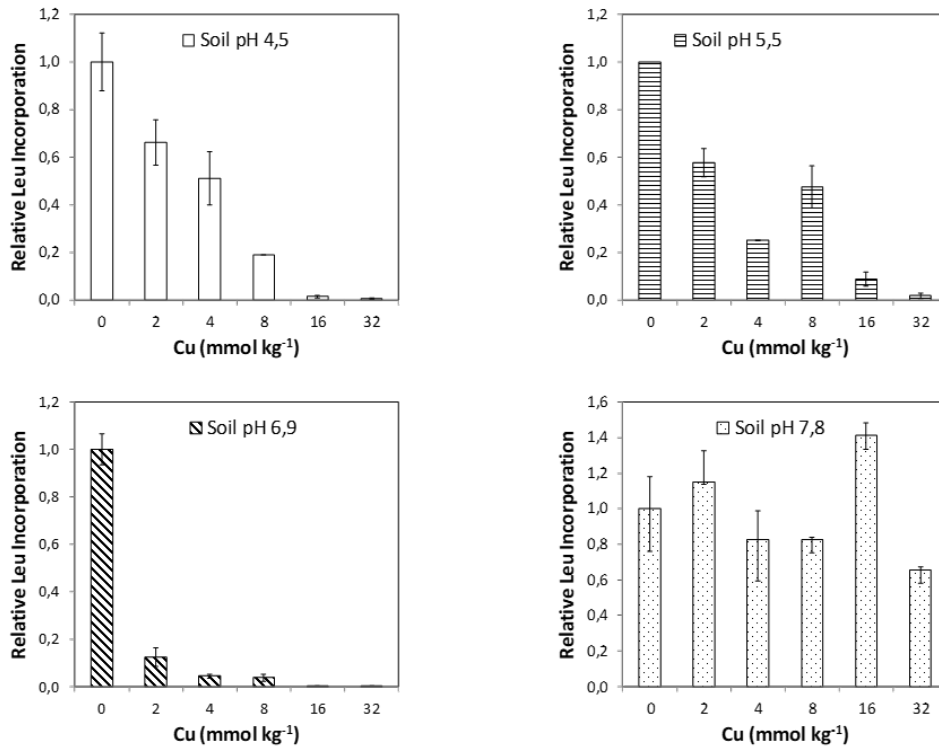 Soil pH 4,5
Relative Leu Incorporation
1,2
1,0
0,8
0,6
0,4
0,2
0,0
0 2 4 8 16 32
Cu (mmol kg⁻¹)
Soil pH 5,5
Relative Leu Incorporation
1,2
1,0
0,8
0,6
0,4
0,2
0,0
0 2 4 8 16 32
Cu (mmol kg⁻¹)
Soil pH 6,9
Relative Leu Incorporation
1,2
1,0
0,8
0,6
0,4
0,2
0,0
0 2 4 8 16 32
Cu (mmol kg⁻¹)
Soil pH 7,8
Relative Leu Incorporation
1,6
1,4
1,2
1,0
0,8
0,6
0,4
0,2
0,0
0 2 4 8 16 32
Cu (mmol kg⁻¹)